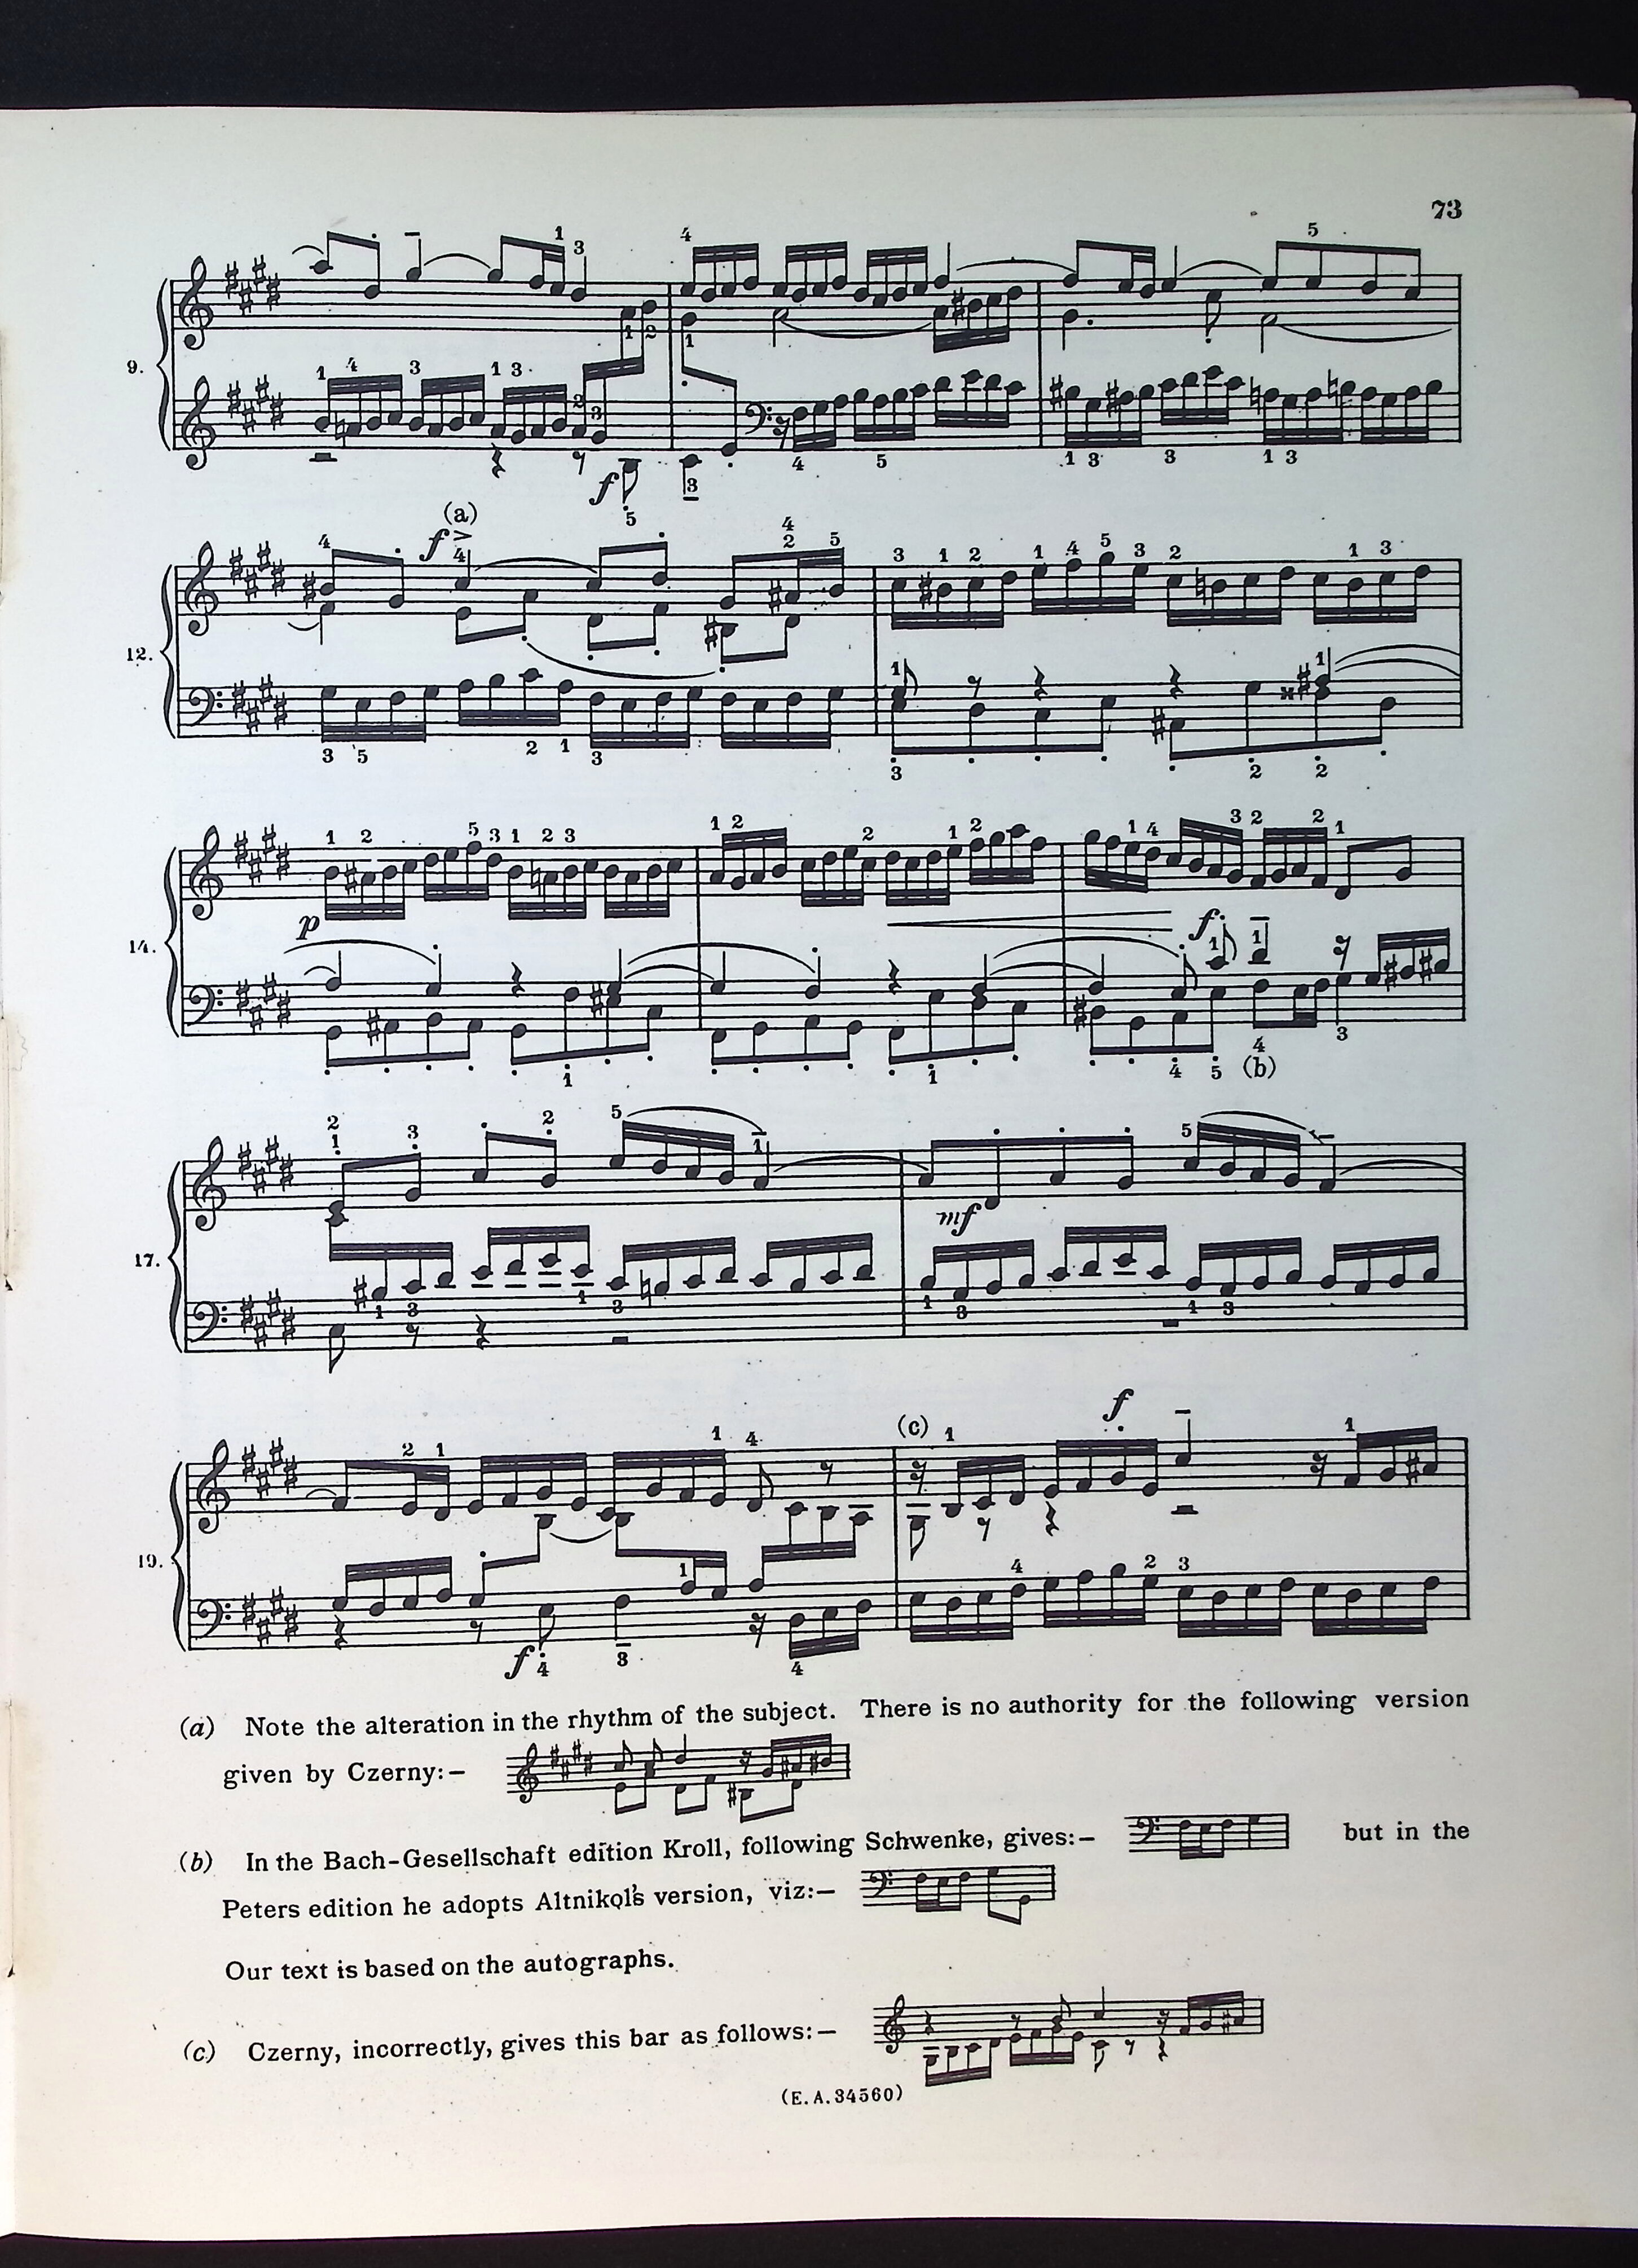 73
9.
12.
(a)
14.
(b)
17.
19.
(c)
(a) Note the alteration in the rhythm of the subject. There is no authority for the following version
given by Czerny:–
(b) In the Bach-Gesellschaft edition Kroll, following Schwenke, gives:– but in the
Peters edition he adopts Altnikol's version, viz:–
Our text is based on the autographs.
(c) Czerny, incorrectly, gives this bar as follows:–
(E.A.34560)